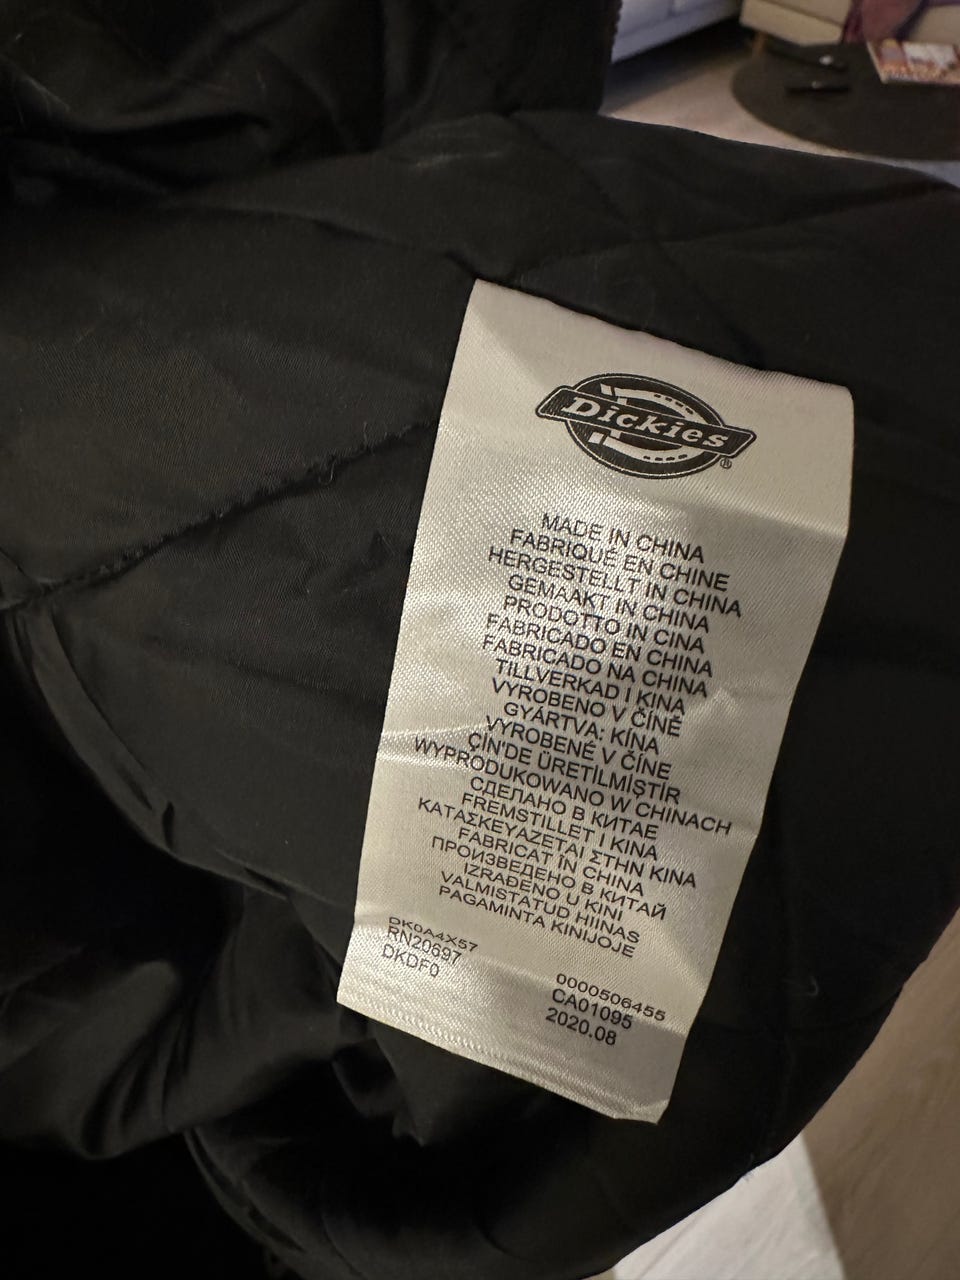 Dickies®
MADE IN CHINA
FABRIQUÉ EN CHINE
HERGESTELLT IN CHINA
GEMAAKT IN CHINA
PRODOTTO IN CINA
FABRICADO EN CHINA
FABRICADO NA CHINA
TILLVERKAD I KINA
VYROBENO V ČÍNĚ
GYÁRTVA: KÍNA
VYROBENÉ V ČÍNE
ÇİN'DE ÜRETİLMİŞTİR
WYPRODUKOWANO W CHINACH
СДЕЛАНО В КИТАЕ
FREMSTILLET I KINA
ΚΑΤΑΣΚΕΥΑΖΕΤΑΙ ΣΤΗΝ ΚΙΝΑ
FABRICAT ÎN CHINA
ПРОИЗВЕДЕНО В КИТАЙ
IZRAĐENO U KINI
VALMISTATUD HIINAS
PAGAMINTA KINIJOJE
DK0A4X57
RN20697
DKDF0
0000506455
CA01095
2020.08